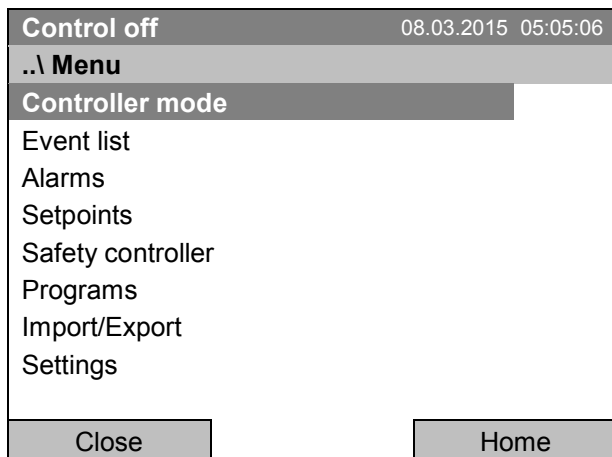 Control off 08.03.2015 05:05:06
..\ Menu
Controller mode
Event list
Alarms
Setpoints
Safety controller
Programs
Import/Export
Settings
Close Home